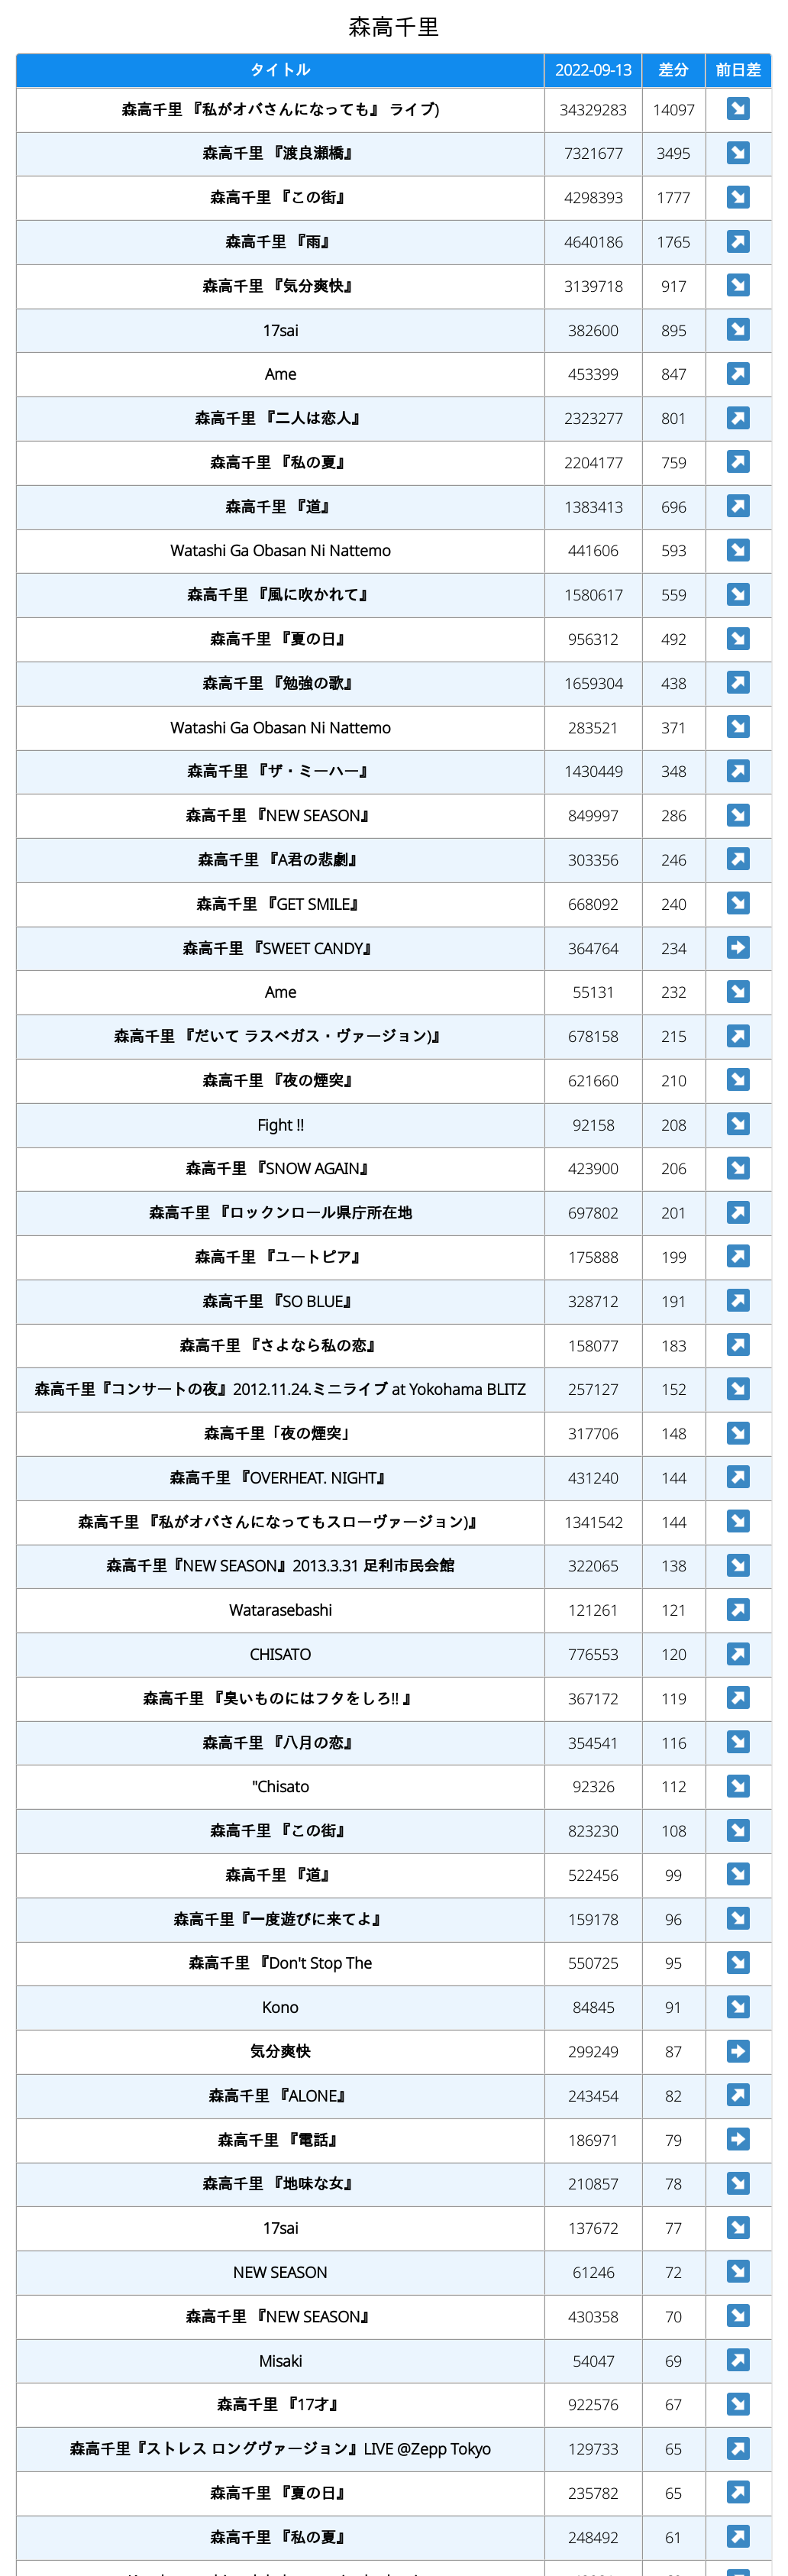 森高千里
タイトル 2022-09-13 差分 前日差
森高千里 『私がオバさんになっても』 ライブ) 34329283 14097
森高千里 『渡良瀬橋』 7321677 3495
森高千里 『この街』 4298393 1777
森高千里 『雨』 4640186 1765
森高千里 『気分爽快』 3139718 917
17sai 382600 895
Ame 453399 847
森高千里 『二人は恋人』 2323277 801
森高千里 『私の夏』 2204177 759
森高千里 『道』 1383413 696
Watashi Ga Obasan Ni Nattemo 441606 593
森高千里 『風に吹かれて』 1580617 559
森高千里 『夏の日』 956312 492
森高千里 『勉強の歌』 1659304 438
Watashi Ga Obasan Ni Nattemo 283521 371
森高千里 『ザ・ミーハー』 1430449 348
森高千里 『NEW SEASON』 849997 286
森高千里 『A君の悲劇』 303356 246
森高千里 『GET SMILE』 668092 240
森高千里 『SWEET CANDY』 364764 234
Ame 55131 232
森高千里 『だいて ラスベガス・ヴァージョン)』 678158 215
森高千里 『夜の煙突』 621660 210
Fight !! 92158 208
森高千里 『SNOW AGAIN』 423900 206
森高千里 『ロックンロール県庁所在地 697802 201
森高千里 『ユートピア』 175888 199
森高千里 『SO BLUE』 328712 191
森高千里 『さよなら私の恋』 158077 183
森高千里『コンサートの夜』2012.11.24.ミニライブ at Yokohama BLITZ 257127 152
森高千里「夜の煙突」 317706 148
森高千里 『OVERHEAT. NIGHT』 431240 144
森高千里 『私がオバさんになってもスローヴァージョン)』 1341542 144
森高千里『NEW SEASON』2013.3.31 足利市民会館 322065 138
Watarasebashi 121261 121
CHISATO 776553 120
森高千里 『臭いものにはフタをしろ!! 』 367172 119
森高千里 『八月の恋』 354541 116
"Chisato 92326 112
森高千里 『この街』 823230 108
森高千里 『道』 522456 99
森高千里『一度遊びに来てよ』 159178 96
森高千里 『Don't Stop The 550725 95
Kono 84845 91
気分爽快 299249 87
森高千里 『ALONE』 243454 82
森高千里 『電話』 186971 79
森高千里 『地味な女』 210857 78
17sai 137672 77
NEW SEASON 61246 72
森高千里 『NEW SEASON』 430358 70
Misaki 54047 69
森高千里 『17才』 922576 67
森高千里『ストレス ロングヴァージョン』LIVE @Zepp Tokyo 129733 65
森高千里 『夏の日』 235782 65
森高千里 『私の夏』 248492 61